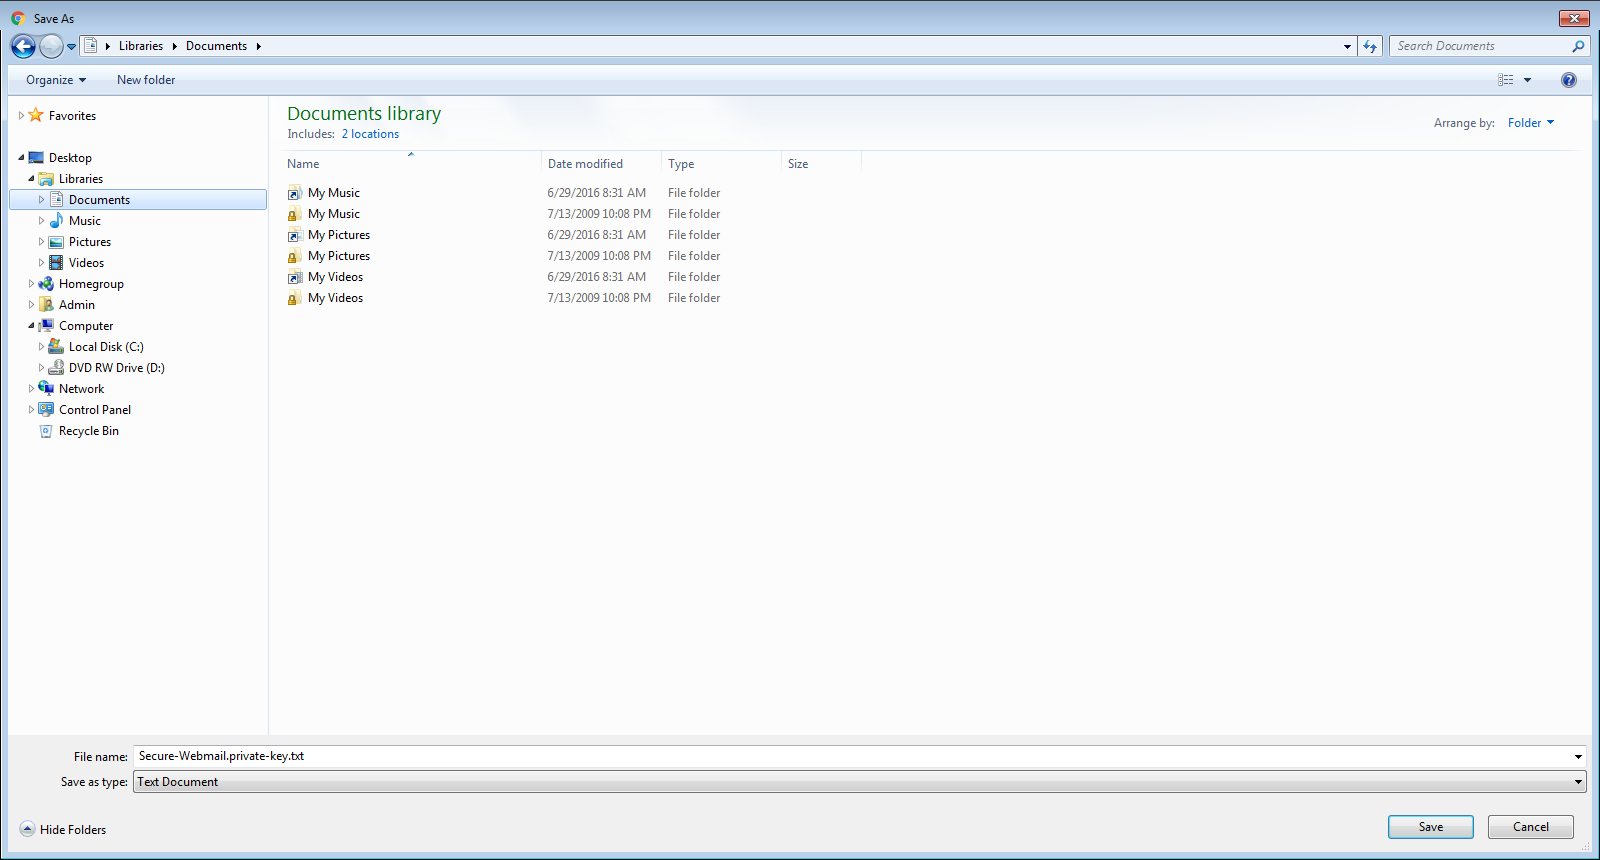 Save As
Libraries Documents
Search Documents
Organize New folder
Favorites
Desktop
Libraries
Documents
Music
Pictures
Videos
Homegroup
Admin
Computer
Local Disk (C:)
DVD RW Drive (D:)
Network
Control Panel
Recycle Bin
Documents library
Includes: 2 locations
Arrange by: Folder
Name Date modified Type Size
My Music 6/29/2016 8:31 AM File folder
My Music 7/13/2009 10:08 PM File folder
My Pictures 6/29/2016 8:31 AM File folder
My Pictures 7/13/2009 10:08 PM File folder
My Videos 6/29/2016 8:31 AM File folder
My Videos 7/13/2009 10:08 PM File folder
File name: Secure-Webmail.private-key.txt
Save as type: Text Document
Hide Folders
Save Cancel